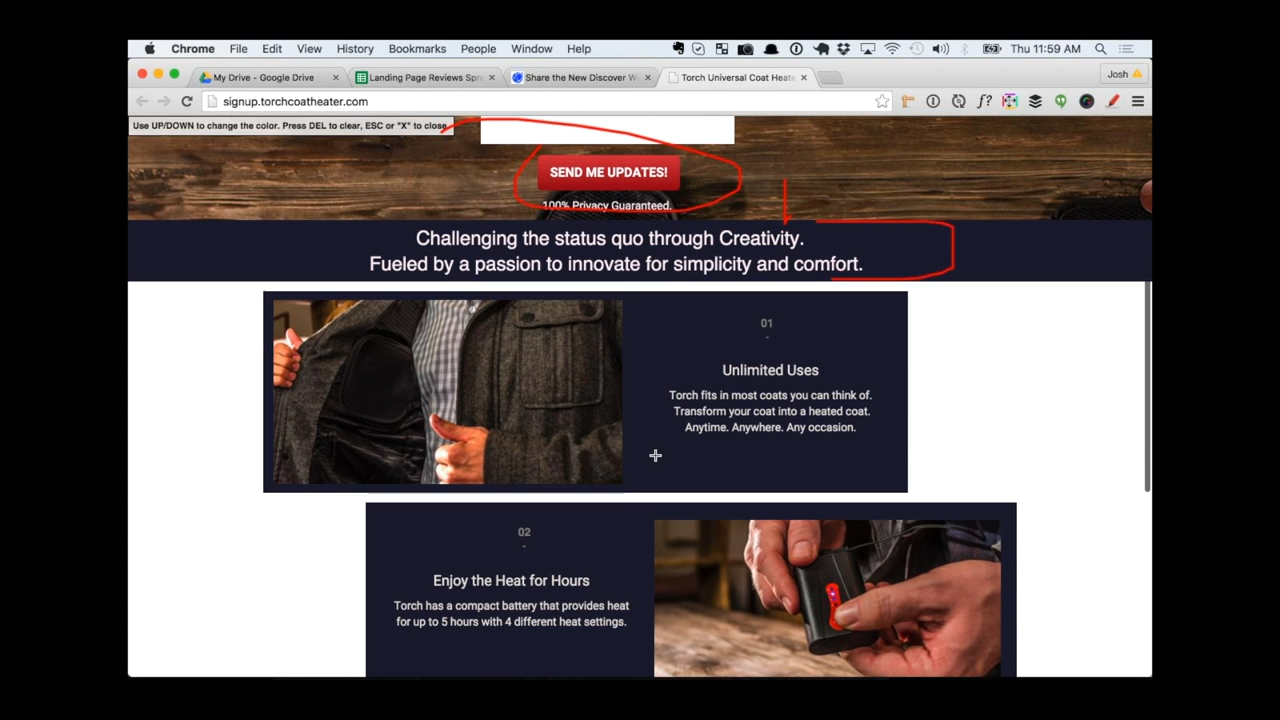 Chrome File Edit View History Bookmarks People Window Help Thu 11:59 AM
My Drive - Google Drive Landing Page Reviews Spr Share the New Discover Wi Torch Universal Coat Heate Josh
signup.torchcoatheater.com f?
Use UP/DOWN to change the color. Press DEL to clear, ESC or "X" to close
SEND ME UPDATES!
100% Privacy Guaranteed.
Challenging the status quo through Creativity.
Fueled by a passion to innovate for simplicity and comfort.
01
-
Unlimited Uses
Torch fits in most coats you can think of.
Transform your coat into a heated coat.
Anytime. Anywhere. Any occasion.
02
-
Enjoy the Heat for Hours
Torch has a compact battery that provides heat
for up to 5 hours with 4 different heat settings.